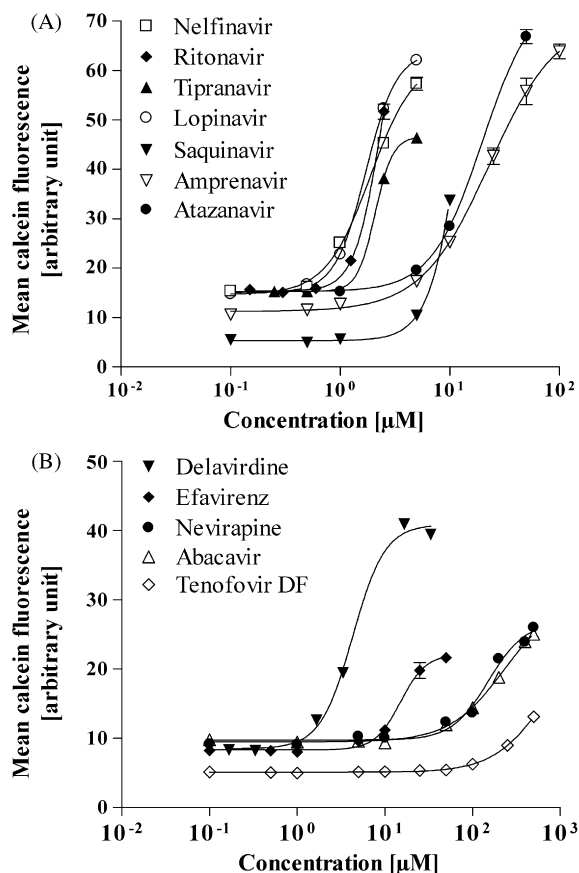 (A)
Nelfinavir
Ritonavir
Tipranavir
Lopinavir
Saquinavir
Amprenavir
Atazanavir
Mean calcein fluorescence
[arbitrary unit]
70
60
50
40
30
20
10
0
10⁻² 10⁻¹ 10⁰ 10¹ 10²
Concentration [µM]
(B)
Delavirdine
Efavirenz
Nevirapine
Abacavir
Tenofovir DF
Mean calcein fluorescence
[arbitrary unit]
50
40
30
20
10
0
10⁻² 10⁻¹ 10⁰ 10¹ 10² 10³
Concentration [µM]